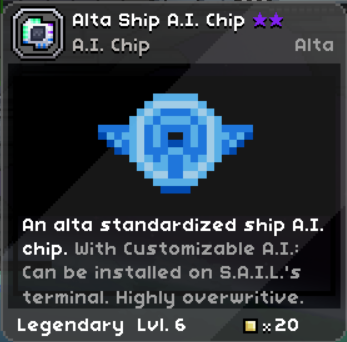 Alta Ship A.I. Chip ★★
A.I. Chip Alta
An alta standardized ship A.I.
chip. With Customizable A.I.:
Can be installed on S.A.I.L.'s
terminal. Highly overwritive.
Legendary Lvl. 6 x20